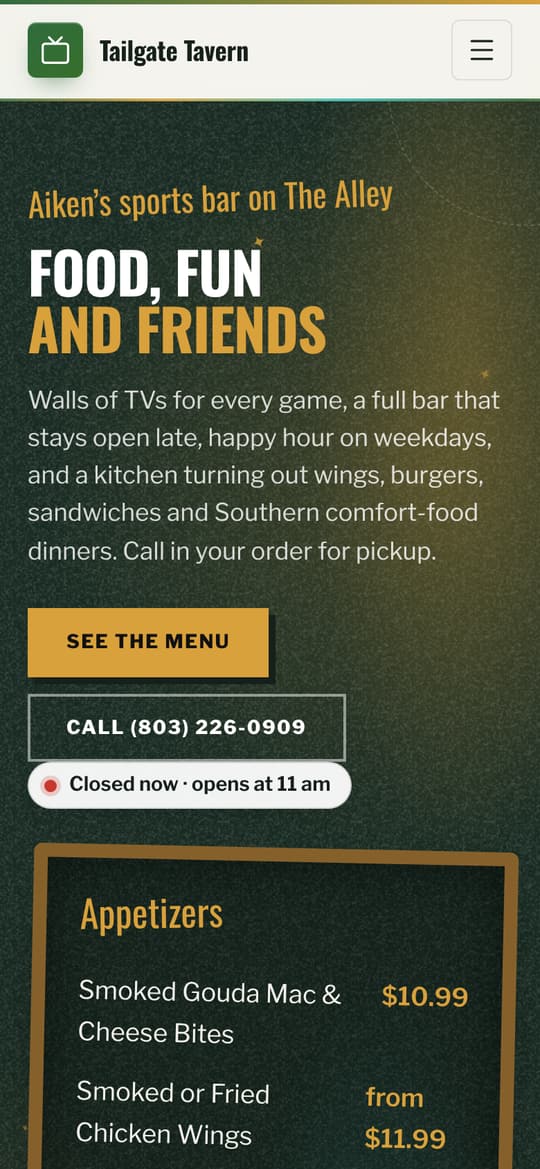 Tailgate Tavern
Aiken’s sports bar on The Alley
FOOD, FUN
AND FRIENDS
Walls of TVs for every game, a full bar that
stays open late, happy hour on weekdays,
and a kitchen turning out wings, burgers,
sandwiches and Southern comfort-food
dinners. Call in your order for pickup.
SEE THE MENU
CALL (803) 226-0909
Closed now · opens at 11 am
Appetizers
Smoked Gouda Mac & $10.99
Cheese Bites
Smoked or Fried from
Chicken Wings $11.99